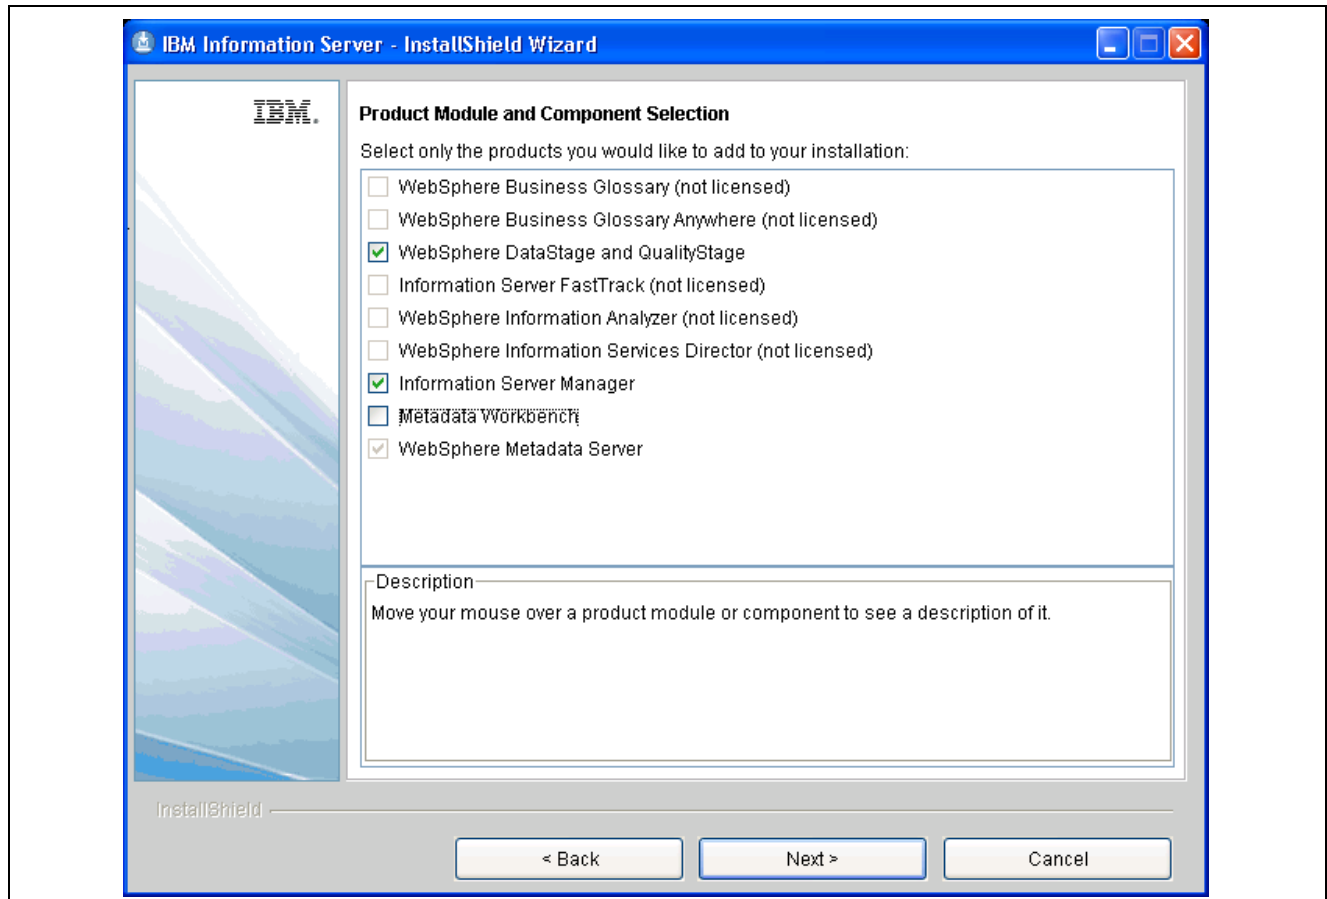 IBM Information Server - InstallShield Wizard
IBM.
Product Module and Component Selection
Select only the products you would like to add to your installation:
WebSphere Business Glossary (not licensed)
WebSphere Business Glossary Anywhere (not licensed)
WebSphere DataStage and QualityStage
Information Server FastTrack (not licensed)
WebSphere Information Analyzer (not licensed)
WebSphere Information Services Director (not licensed)
Information Server Manager
Metadata Workbench
WebSphere Metadata Server
Description
Move your mouse over a product module or component to see a description of it.
InstallShield
< Back
Next >
Cancel